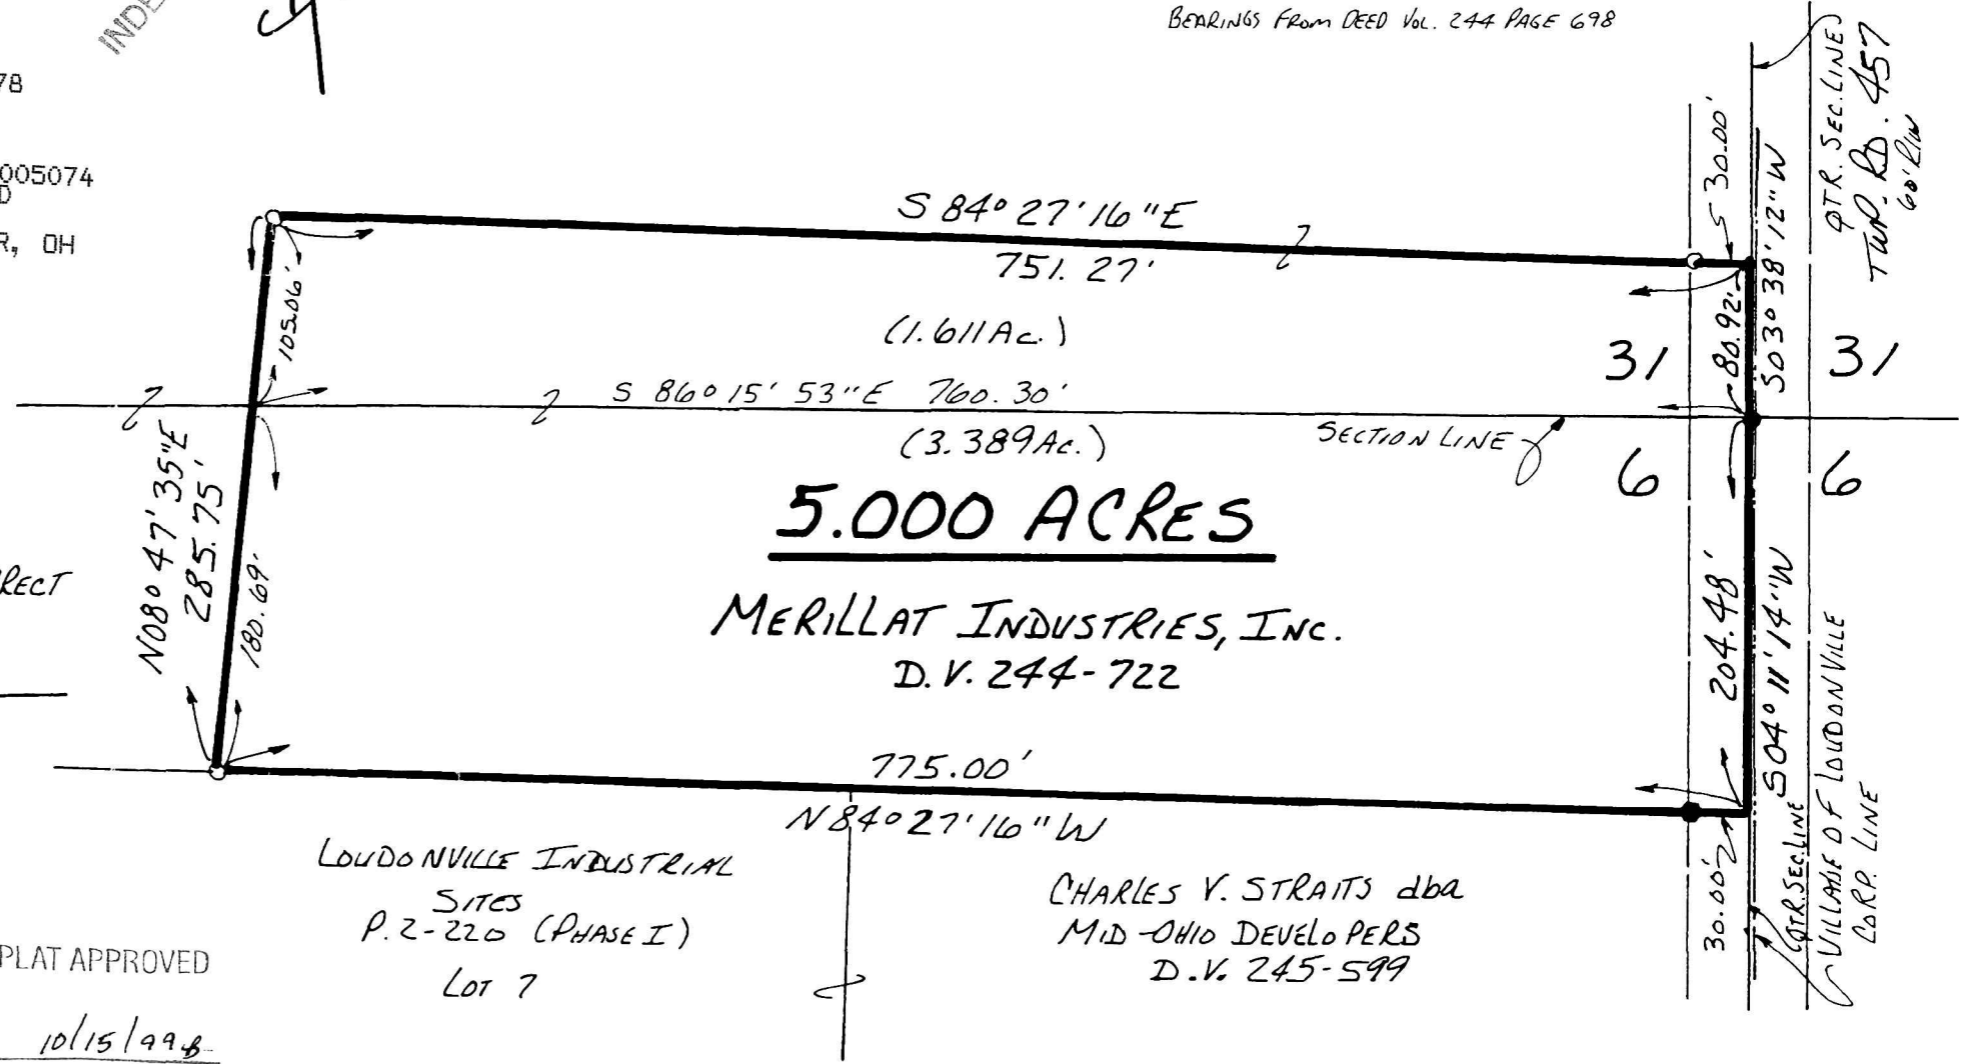 INDE
BEARINGS FROM DEED VOL. 244 PAGE 698
78
005074
D
R, OH
QTR. SEC. LINE
TWP. RD. 457
60' R/W
30.00'
S 84° 27' 16" E
751.27'
S03° 38' 12" W
80.92'
105.06'
(1.611 Ac.)
31
31
S 86° 15' 53" E 760.30'
(3.389 Ac.)
SECTION LINE
6
6
N08° 47' 35" E
285.75'
180.69'
5.000 ACRES
RECT
MERILLAT INDUSTRIES, INC.
D.V. 244-722
204.48'
S04° 11' 14" W
775.00'
N 84° 27' 16" W
30.00'
QTR. SEC. LINE
VILLAGE OF LOUDONVILLE
CORP. LINE
LOUDONVILLE INDUSTRIAL
SITES
P. 2-220 (PHASE I)
LOT 7
CHARLES V. STRAITS dba
MID-OHIO DEVELOPERS
D.V. 245-599
PLAT APPROVED
10/15/99